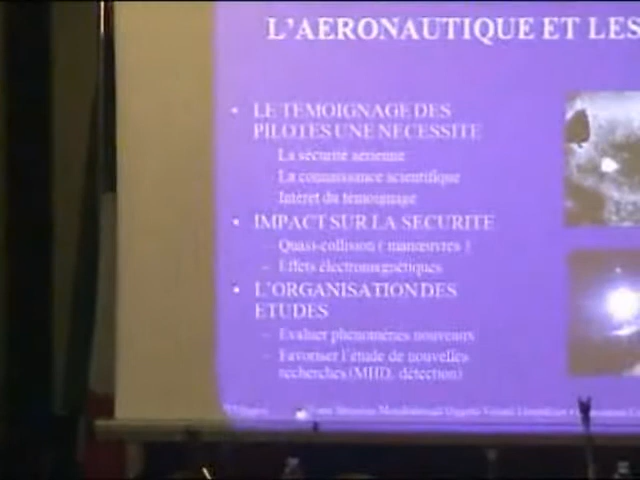 L'AERONAUTIQUE ET LES
• LE TEMOIGNAGE DES
PILOTES UNE NECESSITE
La sécurité aérienne
La connaissance scientifique
Intéret du témoignage
• IMPACT SUR LA SECURITE
– Quasi-collision ( manœuvres )
– Effets électromagnétiques
• L'ORGANISATION DES
ETUDES
– Evaluer phénomènes nouveaux
– Favoriser l'étude de nouvelles
recherches (MHD, détection)